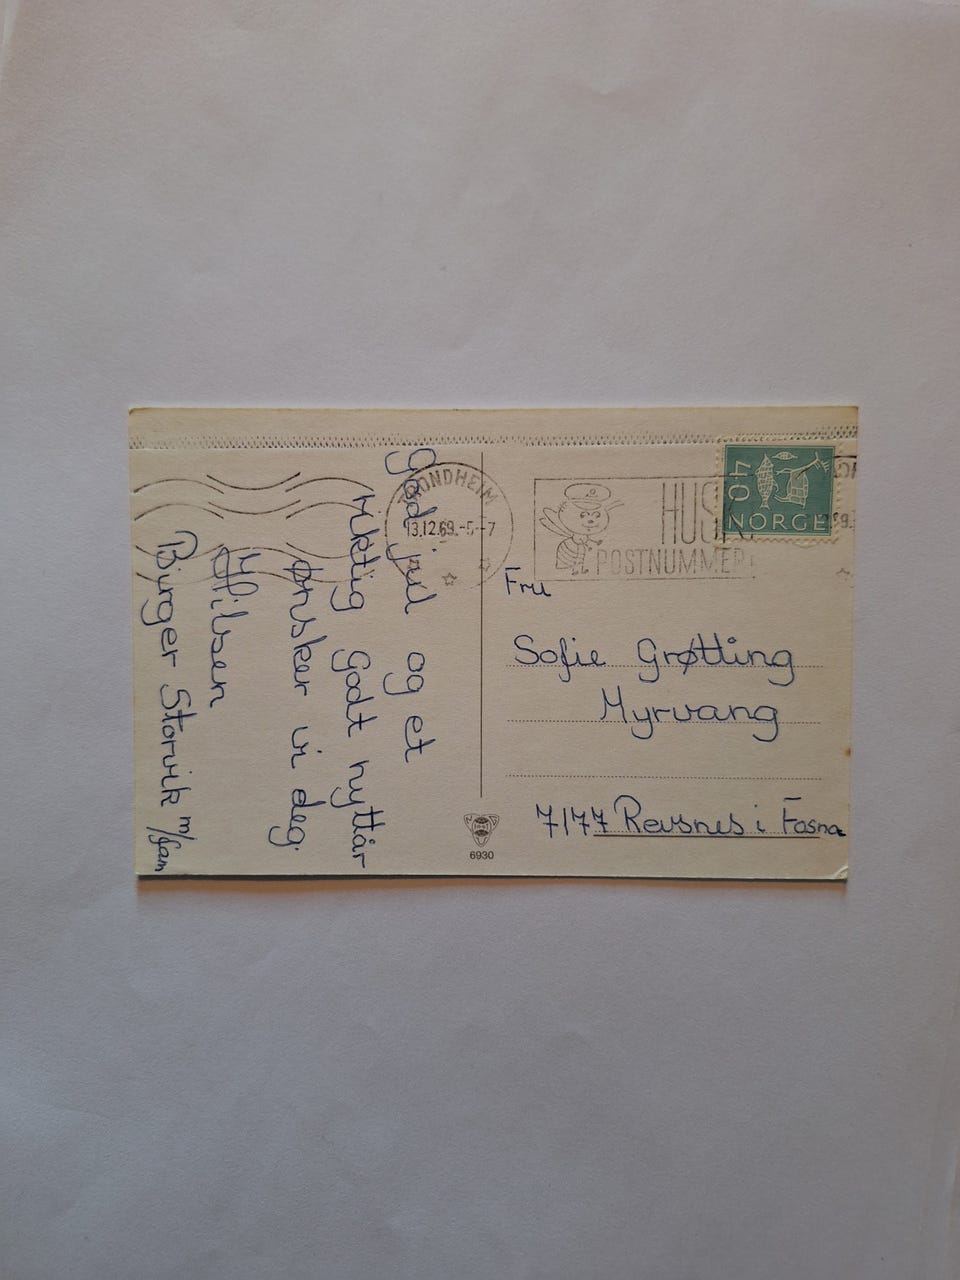 God jul og et
riktig godt nyttår
ønsker vi deg.
Hilsen
Birger Storvik m/fam
TRONDHEIM
13.12.69.-5--7
HUSK
POSTNUMMER!
40
NORGE
Fru
Sofie Grøtting
Myrvang
7177 Revsnes i Fosna
6930